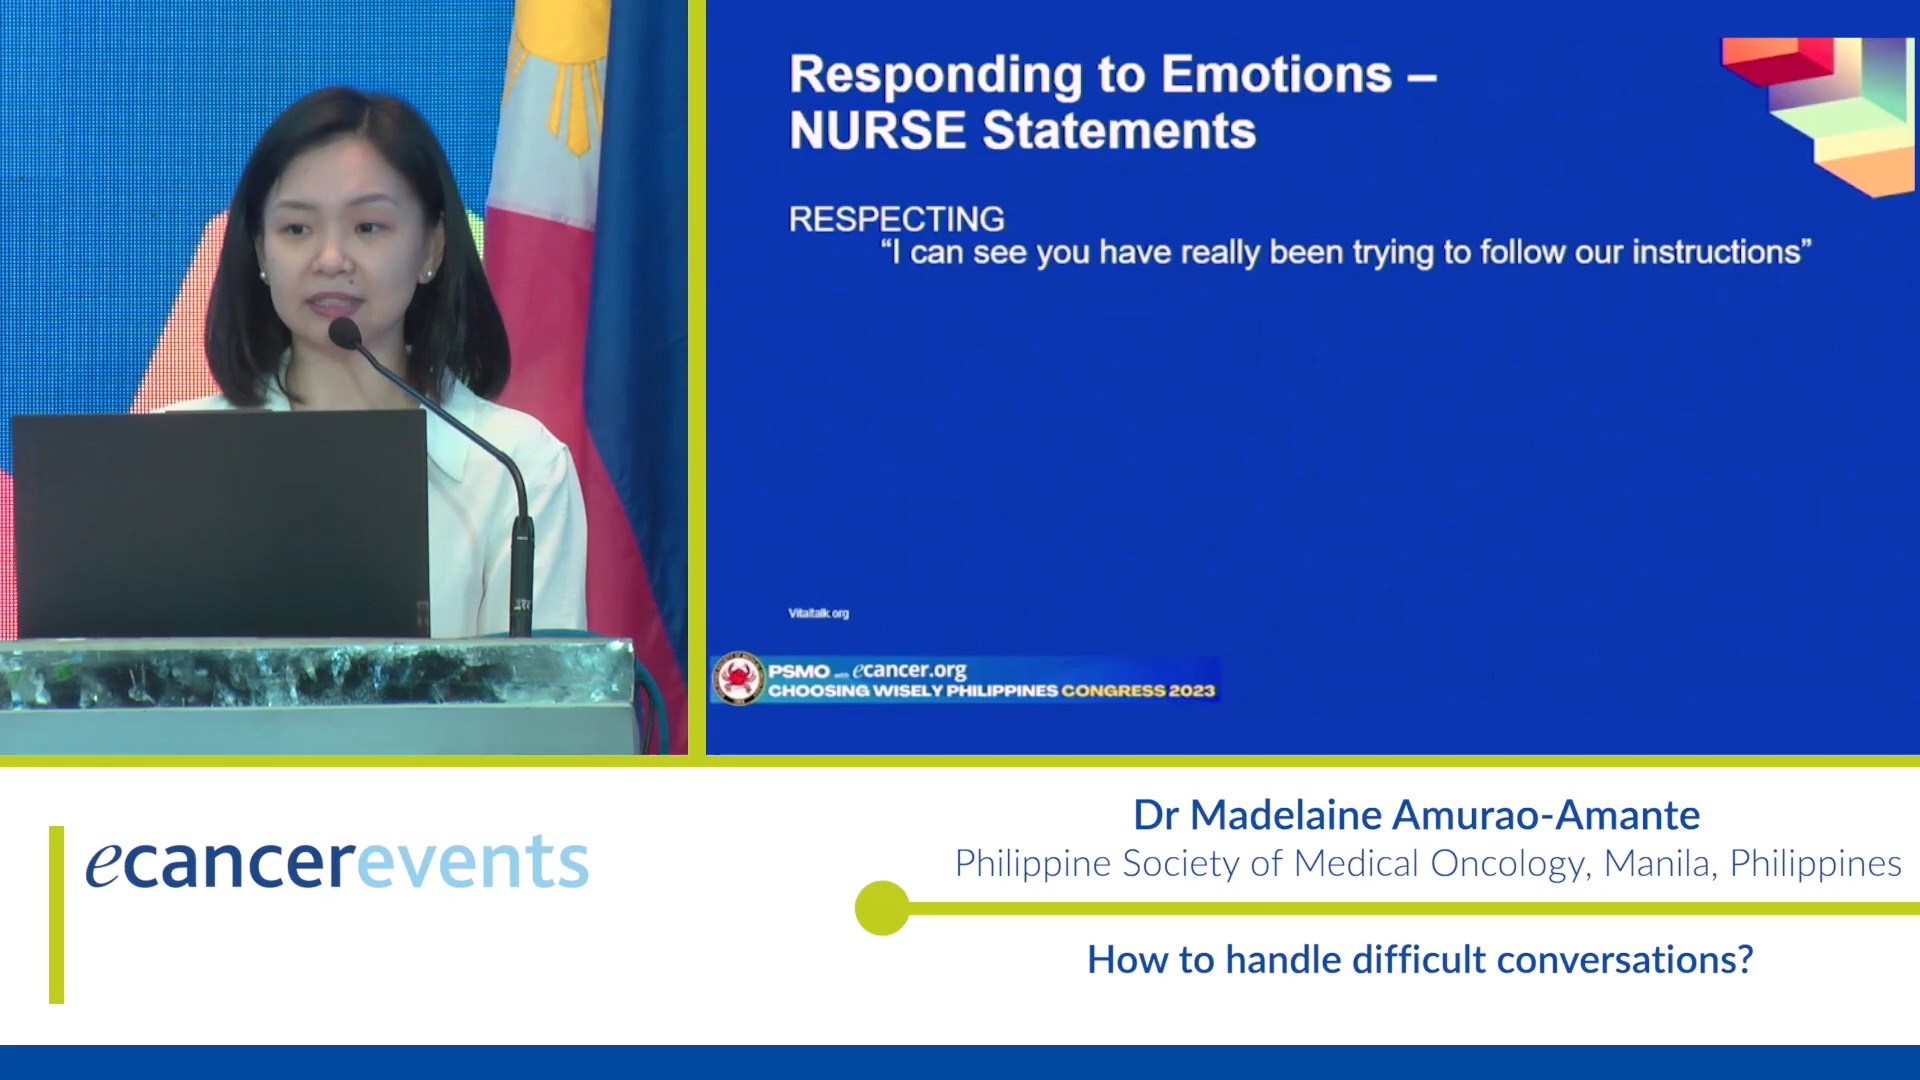 Responding to Emotions –
NURSE Statements
RESPECTING
“I can see you have really been trying to follow our instructions”
Vitaltalk.org
PSMO with ecancer.org
CHOOSING WISELY PHILIPPINES CONGRESS 2023
ecancerevents
Dr Madelaine Amurao-Amante
Philippine Society of Medical Oncology, Manila, Philippines
How to handle difficult conversations?